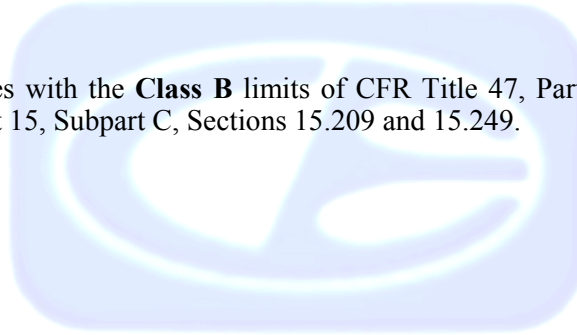 es with the Class B limits of CFR Title 47, Par
t 15, Subpart C, Sections 15.209 and 15.249.